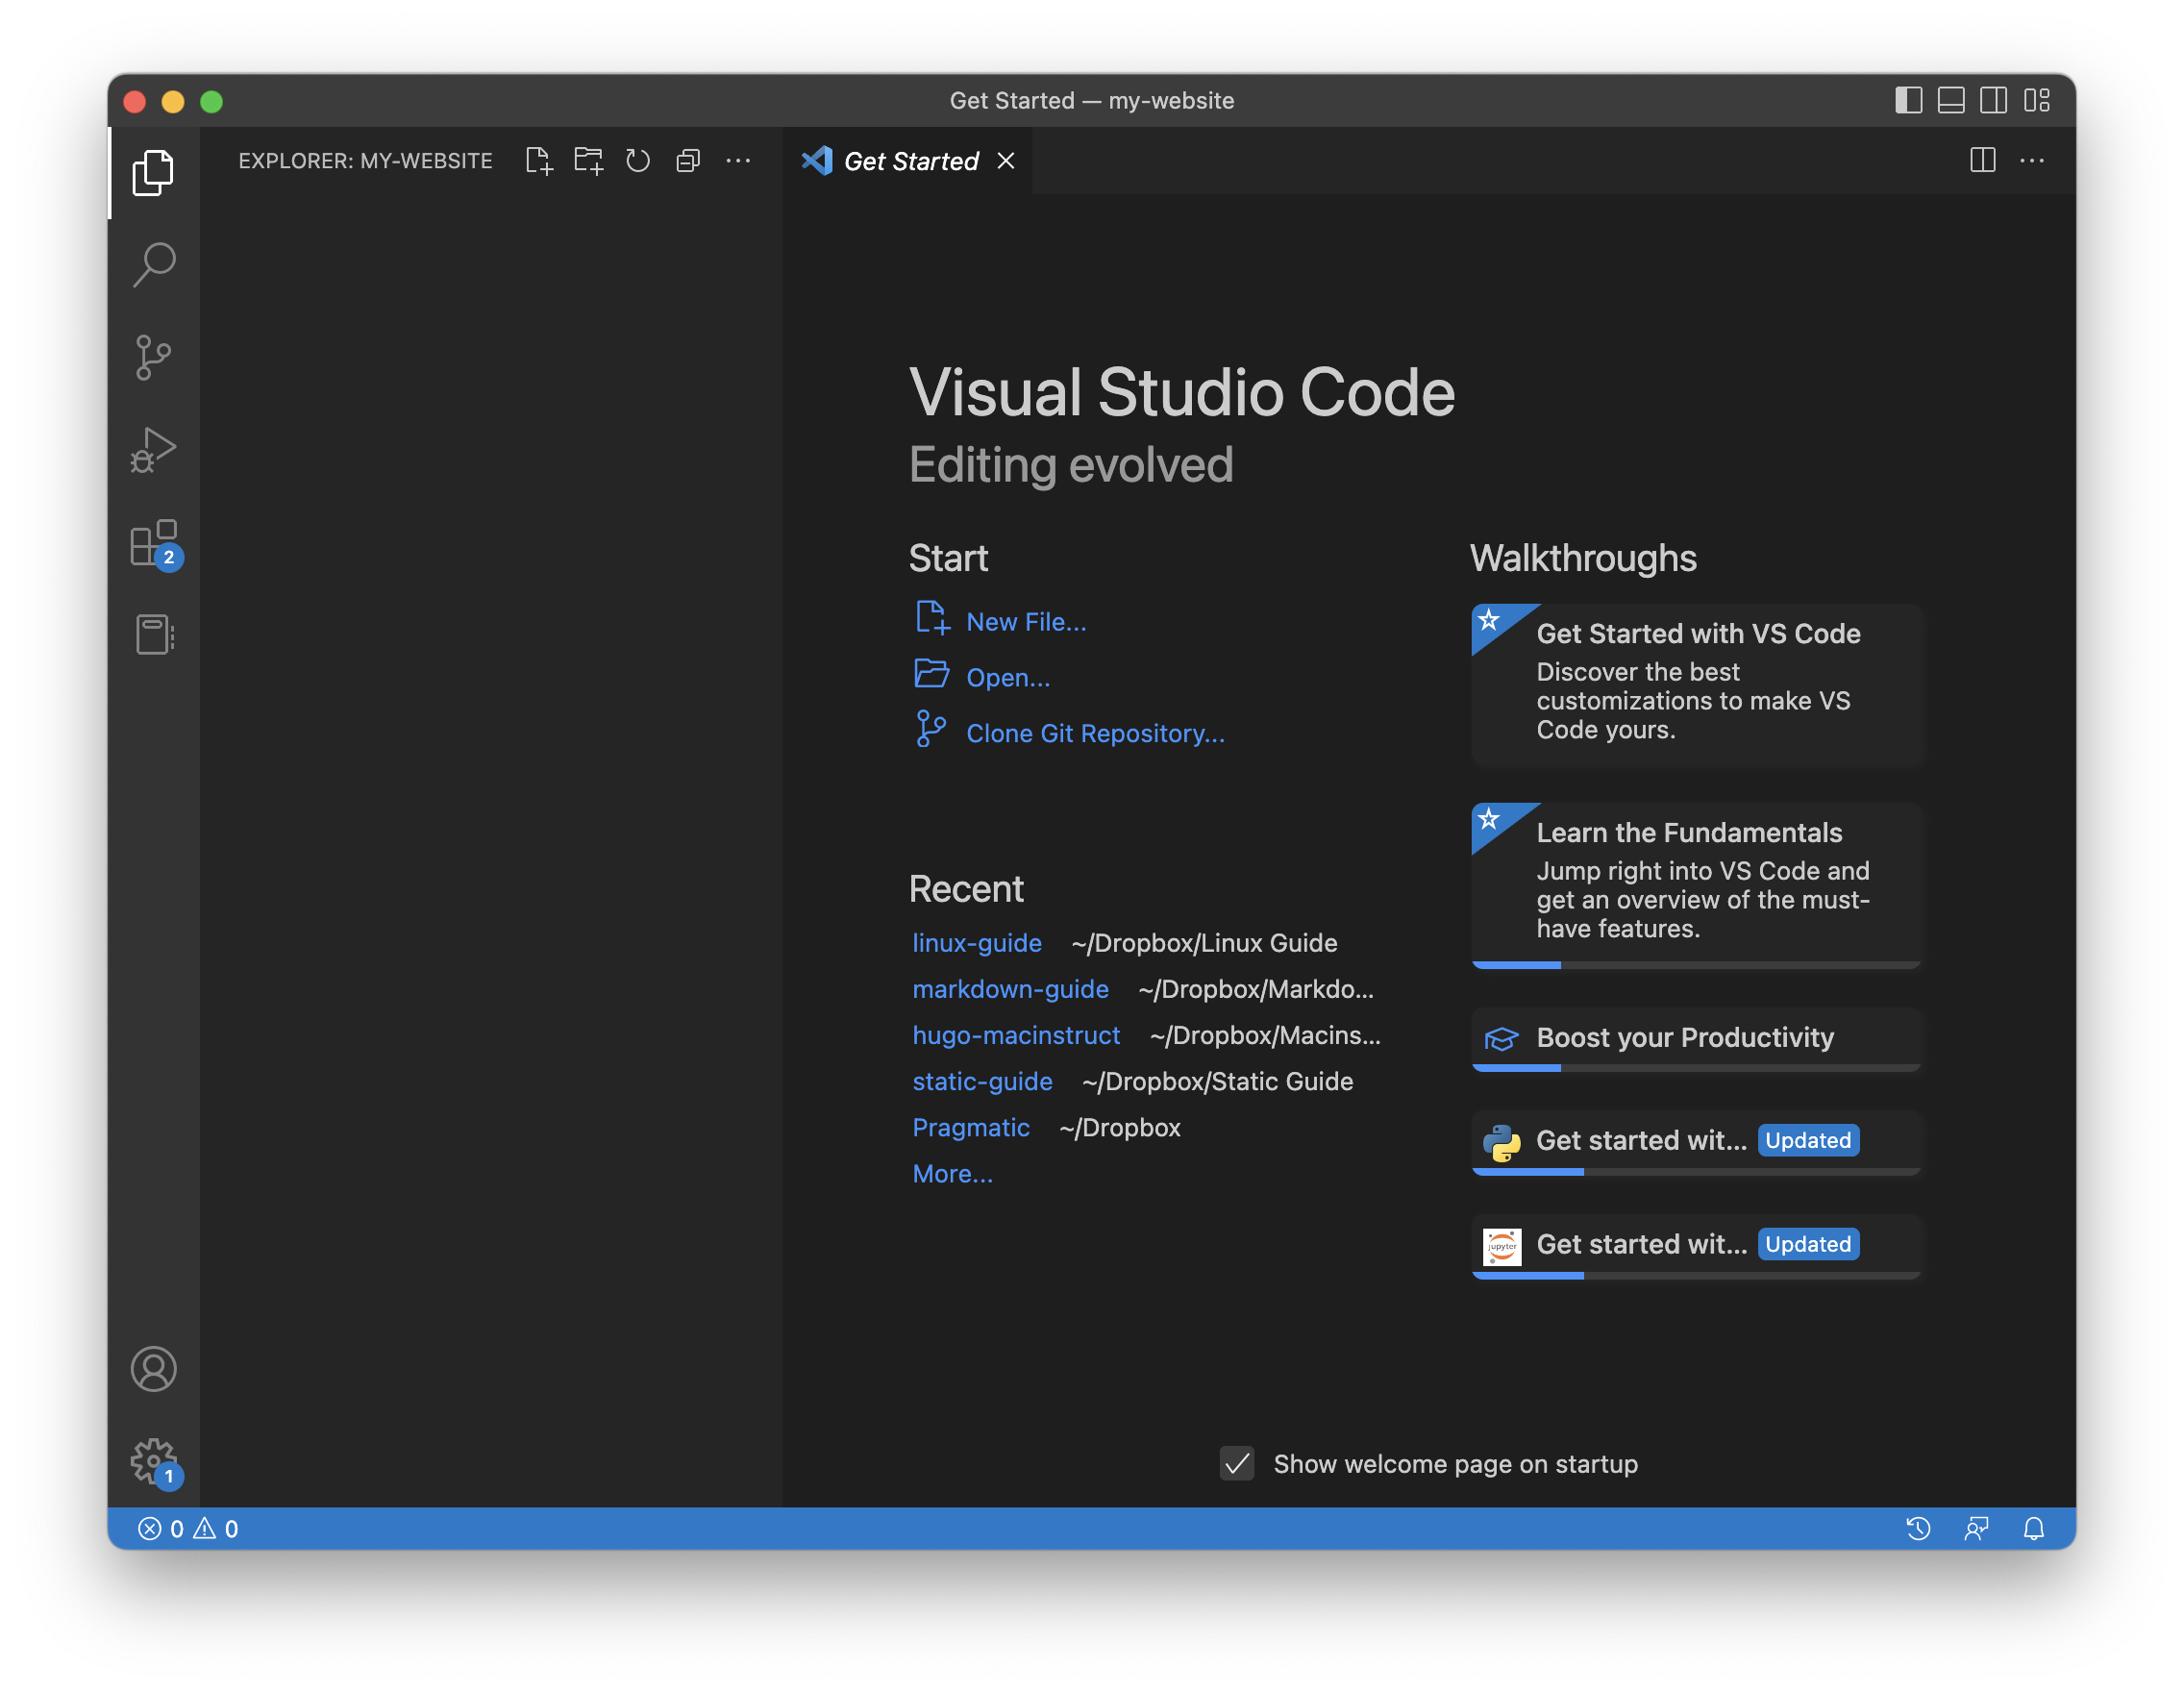 Get Started — my-website
EXPLORER: MY-WEBSITE
Get Started
Visual Studio Code
Editing evolved
Start
New File...
Open...
Clone Git Repository...
Recent
linux-guide ~/Dropbox/Linux Guide
markdown-guide ~/Dropbox/Markdo...
hugo-macinstruct ~/Dropbox/Macins...
static-guide ~/Dropbox/Static Guide
Pragmatic ~/Dropbox
More...
Walkthroughs
Get Started with VS Code
Discover the best
customizations to make VS
Code yours.
Learn the Fundamentals
Jump right into VS Code and
get an overview of the must-
have features.
Boost your Productivity
Get started wit... Updated
jupyter
Get started wit... Updated
Show welcome page on startup
2
1
0 0